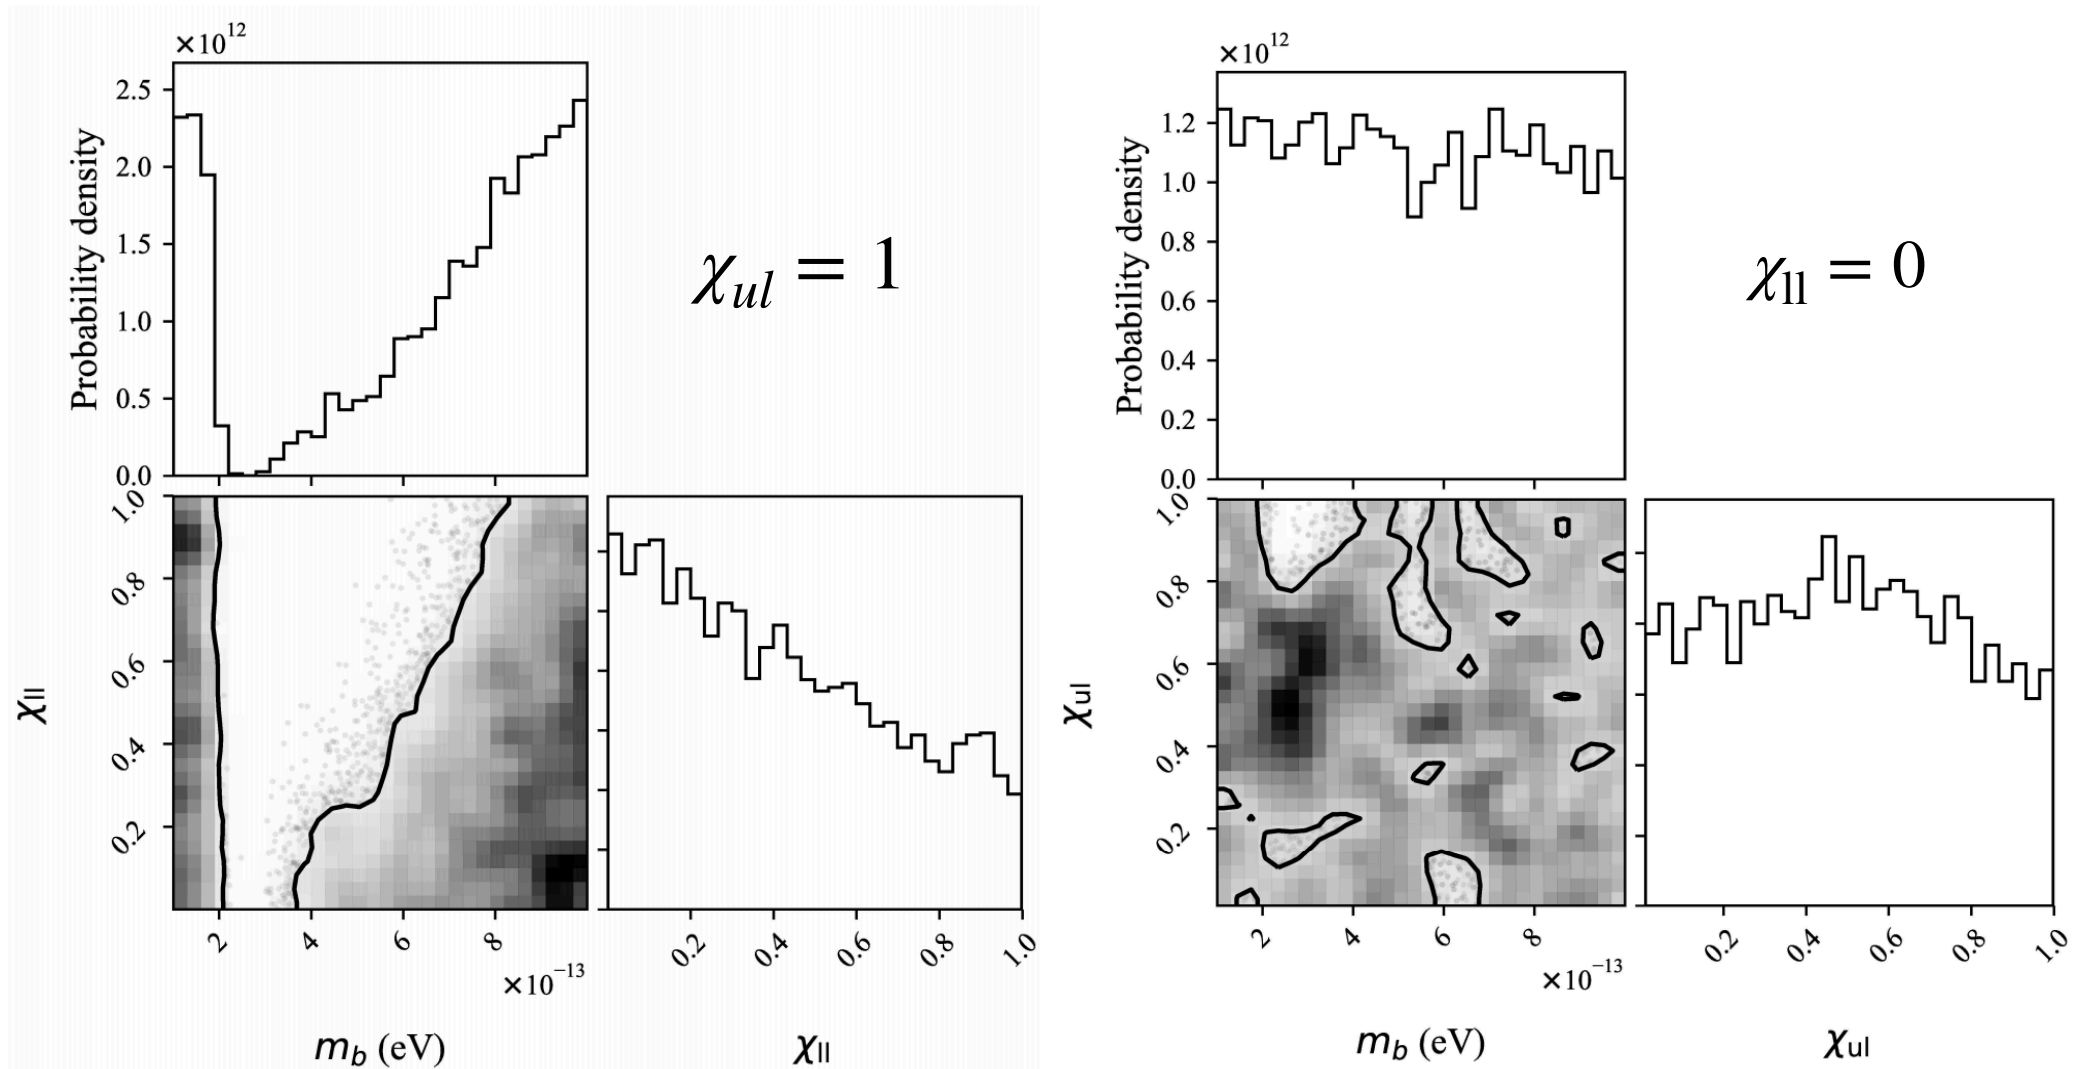 ×10¹²
2.5
2.0
1.5
1.0
0.5
0.0
Probability density
χul = 1
1.0
0.8
0.6
0.4
0.2
χll
2 4 6 8
×10⁻¹³
mb (eV)
0.2 0.4 0.6 0.8 1.0
χll
×10¹²
1.2
1.0
0.8
0.6
0.4
0.2
0.0
Probability density
χll = 0
1.0
0.8
0.6
0.4
0.2
χul
2 4 6 8
×10⁻¹³
mb (eV)
0.2 0.4 0.6 0.8 1.0
χul